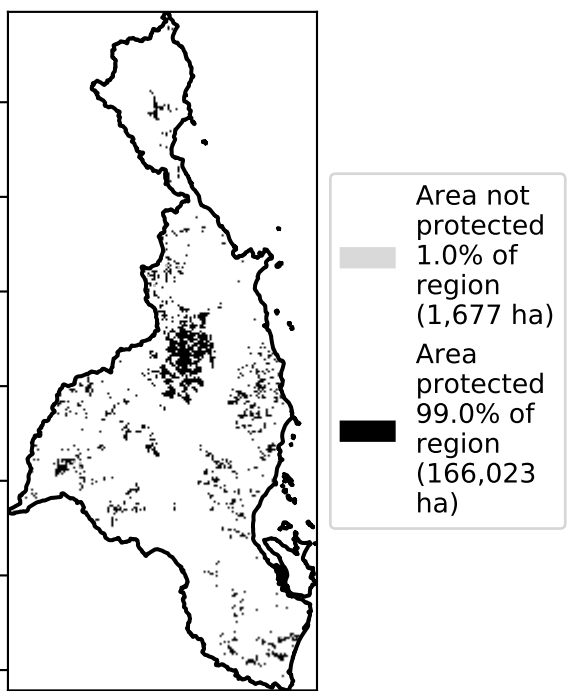 Area not
protected
1.0% of
region
(1,677 ha)
Area
protected
99.0% of
region
(166,023
ha)